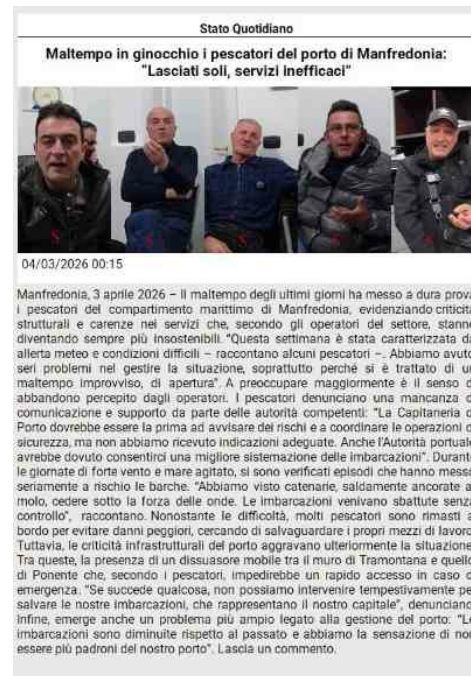 Stato Quotidiano
Maltempo in ginocchio i pescatori del porto di Manfredonia:
"Lasciati soli, servizi inefficaci"
04/03/2026 00:15
Manfredonia, 3 aprile 2026 – Il maltempo degli ultimi giorni ha messo a dura prova
i pescatori del compartimento marittimo di Manfredonia, evidenziando criticità
strutturali e carenze nei servizi che, secondo gli operatori del settore, stanno
diventando sempre più insostenibili. "Questa settimana è stata caratterizzata da
allerta meteo e condizioni difficili – raccontano alcuni pescatori –. Abbiamo avuto
seri problemi nel gestire la situazione, soprattutto perché si è trattato di un
maltempo improvviso, di apertura". A preoccupare maggiormente è il senso d
abbandono percepito dagli operatori. I pescatori denunciano una mancanza d
comunicazione e supporto da parte delle autorità competenti: "La Capitaneria d
Porto dovrebbe essere la prima ad avvisare dei rischi e a coordinare le operazioni d
sicurezza, ma non abbiamo ricevuto indicazioni adeguate. Anche l'Autorità portuale
avrebbe dovuto consentirci una migliore sistemazione delle imbarcazioni". Durante
le giornate di forte vento e mare agitato, si sono verificati episodi che hanno messo
seriamente a rischio le barche. "Abbiamo visto catenarie, saldamente ancorate a
molo, cedere sotto la forza delle onde. Le imbarcazioni venivano sbattute senza
controllo", raccontano. Nonostante le difficoltà, molti pescatori sono rimasti a
bordo per evitare danni peggiori, cercando di salvaguardare i propri mezzi di lavoro
Tuttavia, le criticità infrastrutturali del porto aggravano ulteriormente la situazione
Tra queste, la presenza di un dissuasore mobile tra il muro di Tramontana e quello
di Ponente che, secondo i pescatori, impedirebbe un rapido accesso in caso d
emergenza. "Se succede qualcosa, non possiamo intervenire tempestivamente pe
salvare le nostre imbarcazioni, che rappresentano il nostro capitale", denunciano
Infine, emerge anche un problema più ampio legato alla gestione del porto: "Le
imbarcazioni sono diminuite rispetto al passato e abbiamo la sensazione di non
essere più padroni del nostro porto". Lascia un commento.